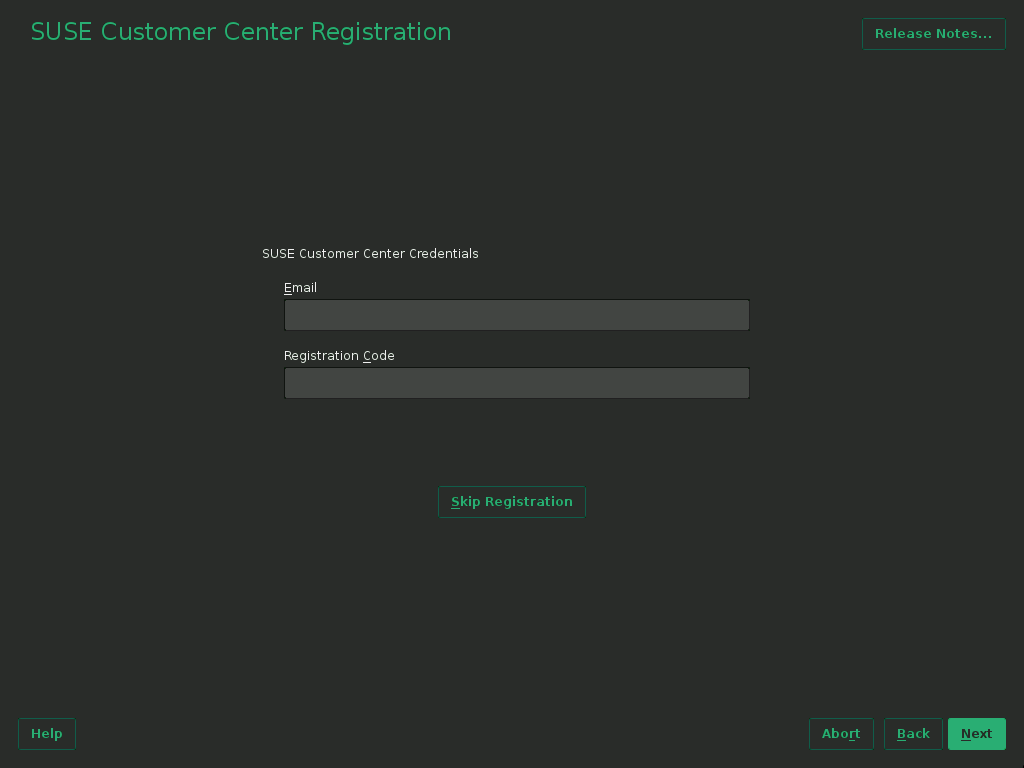 SUSE Customer Center Registration
Release Notes...
SUSE Customer Center Credentials
Email
Registration Code
Skip Registration
Help
Abort
Back
Next